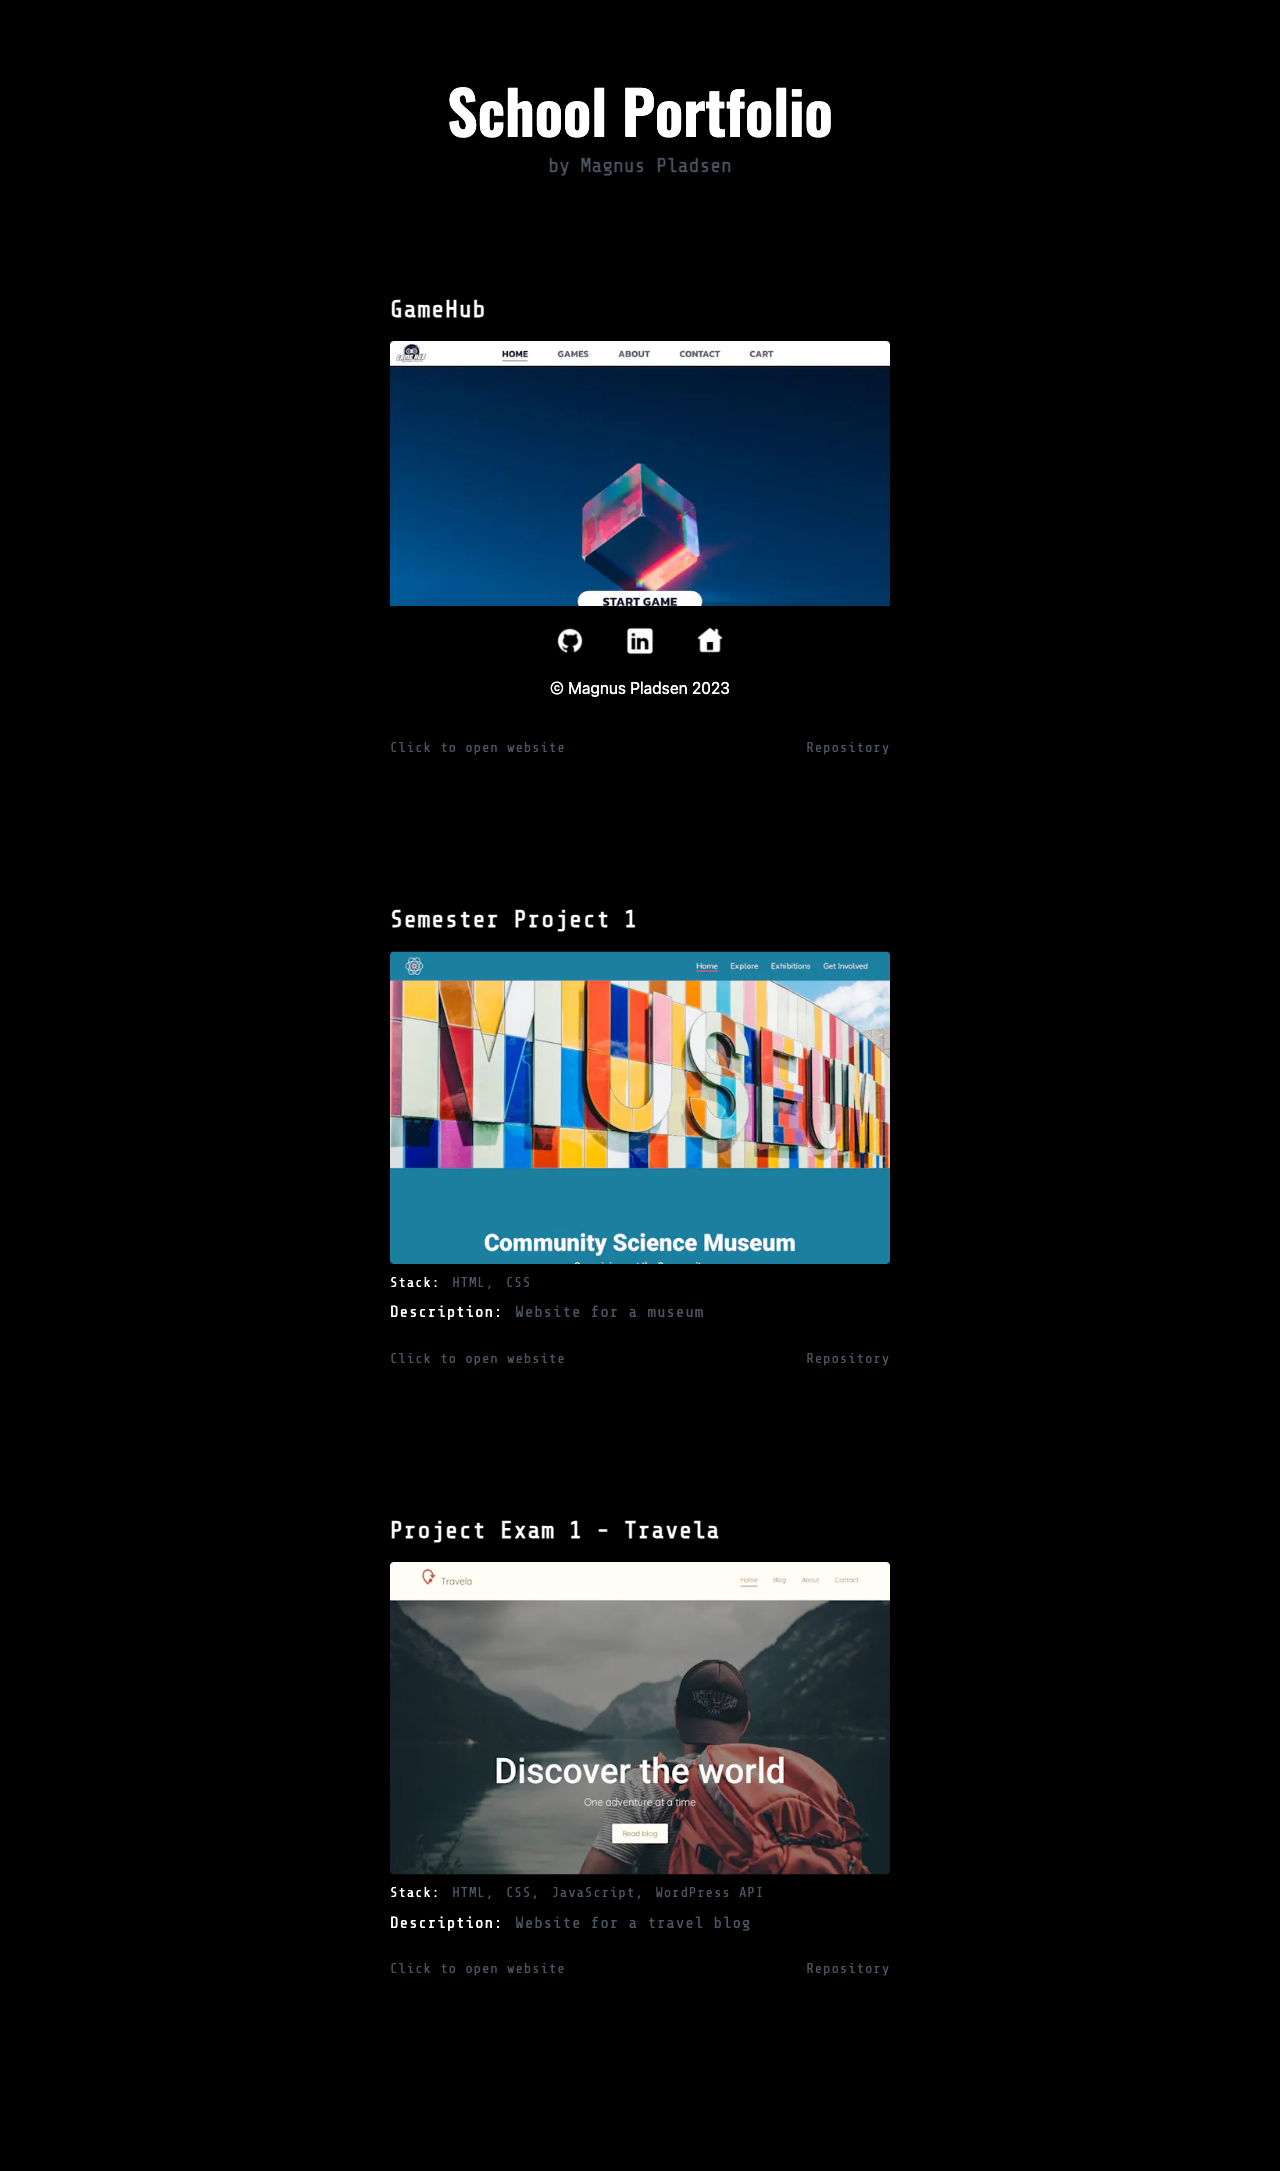 School Portfolio
by Magnus Pladsen
GameHub
GAME HUB
HOME GAMES ABOUT CONTACT CART
START GAME
© Magnus Pladsen 2023
Click to open website Repository
Semester Project 1
Home Explore Exhibitions Get Involved
MUSEUM
Community Science Museum
Stack: HTML, CSS
Description: Website for a museum
Click to open website Repository
Project Exam 1 - Travela
Travela Home Blog About Contact
Discover the world
One adventure at a time
Read blog
Stack: HTML, CSS, JavaScript, WordPress API
Description: Website for a travel blog
Click to open website Repository